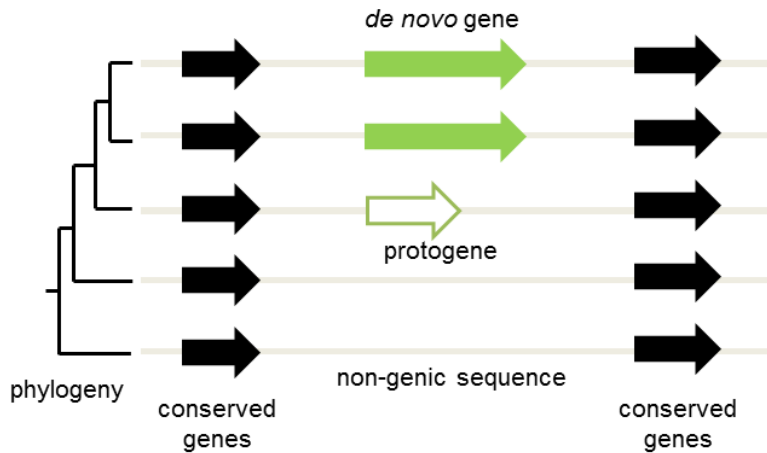 de novo gene
protogene
non-genic sequence
phylogeny
conserved
genes
conserved
genes